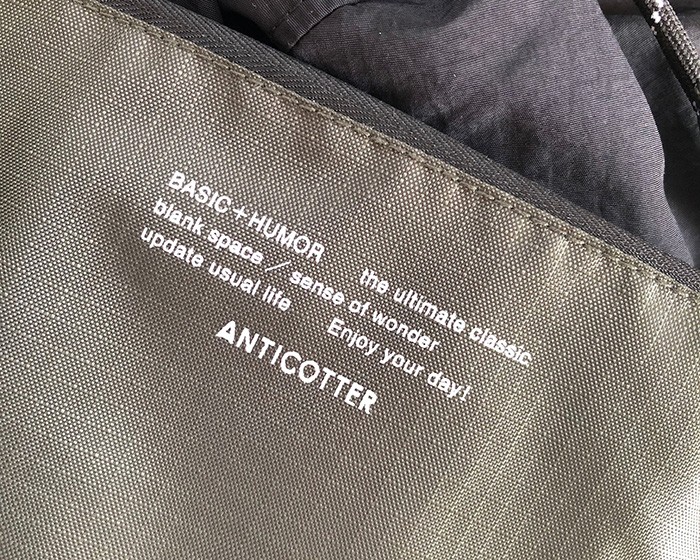 BASIC+HUMOR the ultimate classic
blank space / sense of wonder
update usual life Enjoy your day!
ANTICOTTER